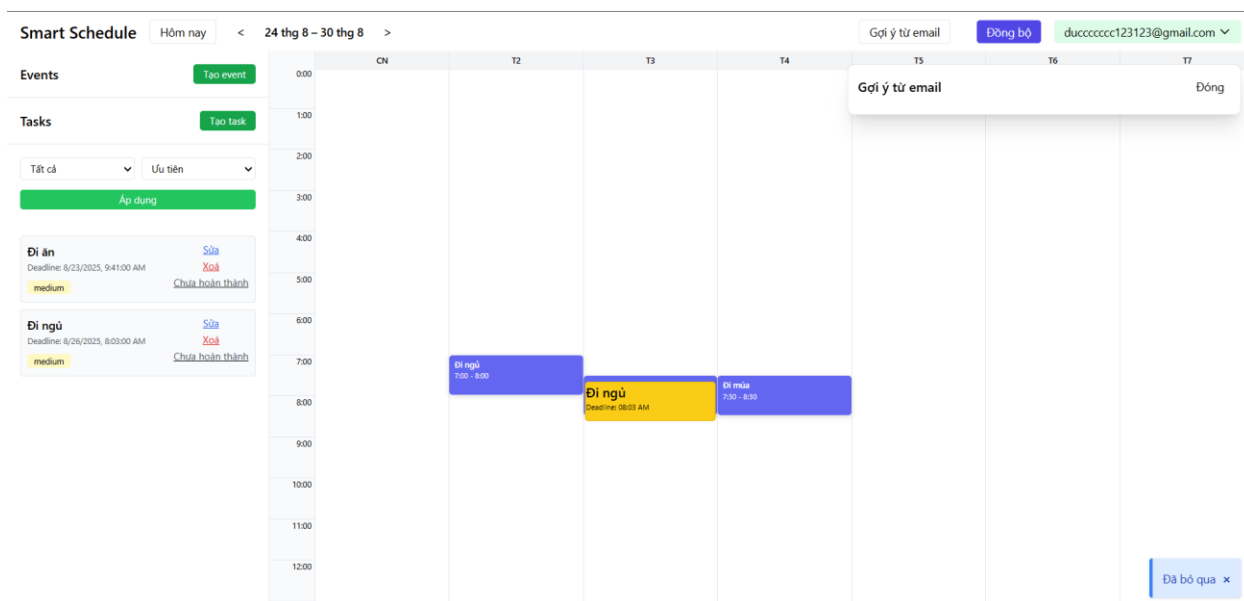 Smart Schedule Hôm nay < 24 thg 8 – 30 thg 8 > Gợi ý từ email Đồng bộ ducccccc123123@gmail.com
Events Tạo event
Tasks Tạo task
Tất cả Ưu tiên
Áp dụng
Đi ăn Sửa
Deadline: 8/23/2025, 9:41:00 AM Xoá
medium Chưa hoàn thành
Đi ngủ Sửa
Deadline: 8/26/2025, 8:03:00 AM Xoá
medium Chưa hoàn thành
CN T2 T3 T4 T5 T6 T7
0:00
1:00
2:00
3:00
4:00
5:00
6:00
7:00
8:00
9:00
10:00
11:00
12:00
Đi ngủ
7:00 - 8:00
Đi ngủ
Deadline: 08:03 AM
Đi múa
7:30 - 8:30
Gợi ý từ email Đóng
Đã bỏ qua ×